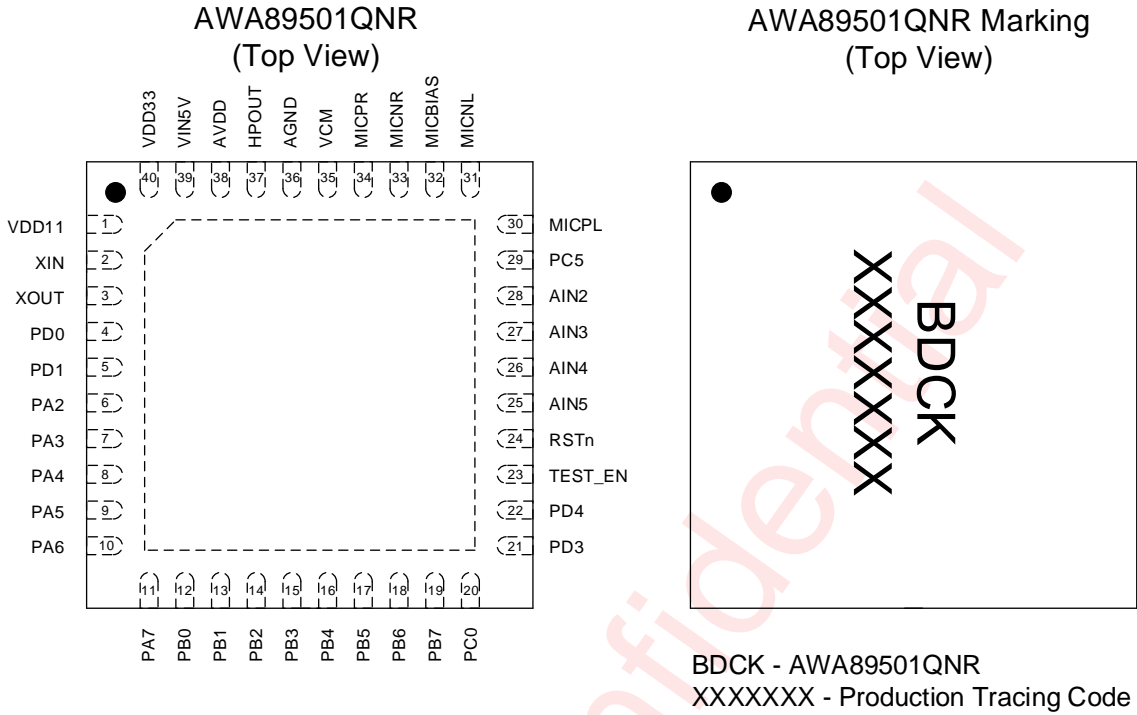 AWA89501QNR
(Top View)
VDD33
VIN5V
AVDD
HPOUT
AGND
VCM
MICPR
MICNR
MICBIAS
MICNL
40 39 38 37 36 35 34 33 32 31
VDD11 1
XIN 2
XOUT 3
PD0 4
PD1 5
PA2 6
PA3 7
PA4 8
PA5 9
PA6 10
30 MICPL
29 PC5
28 AIN2
27 AIN3
26 AIN4
25 AIN5
24 RSTn
23 TEST_EN
22 PD4
21 PD3
11 12 13 14 15 16 17 18 19 20
PA7
PB0
PB1
PB2
PB3
PB4
PB5
PB6
PB7
PC0
AWA89501QNR Marking
(Top View)
BDCK
XXXXXXX
BDCK - AWA89501QNR
XXXXXXX - Production Tracing Code
nfidential